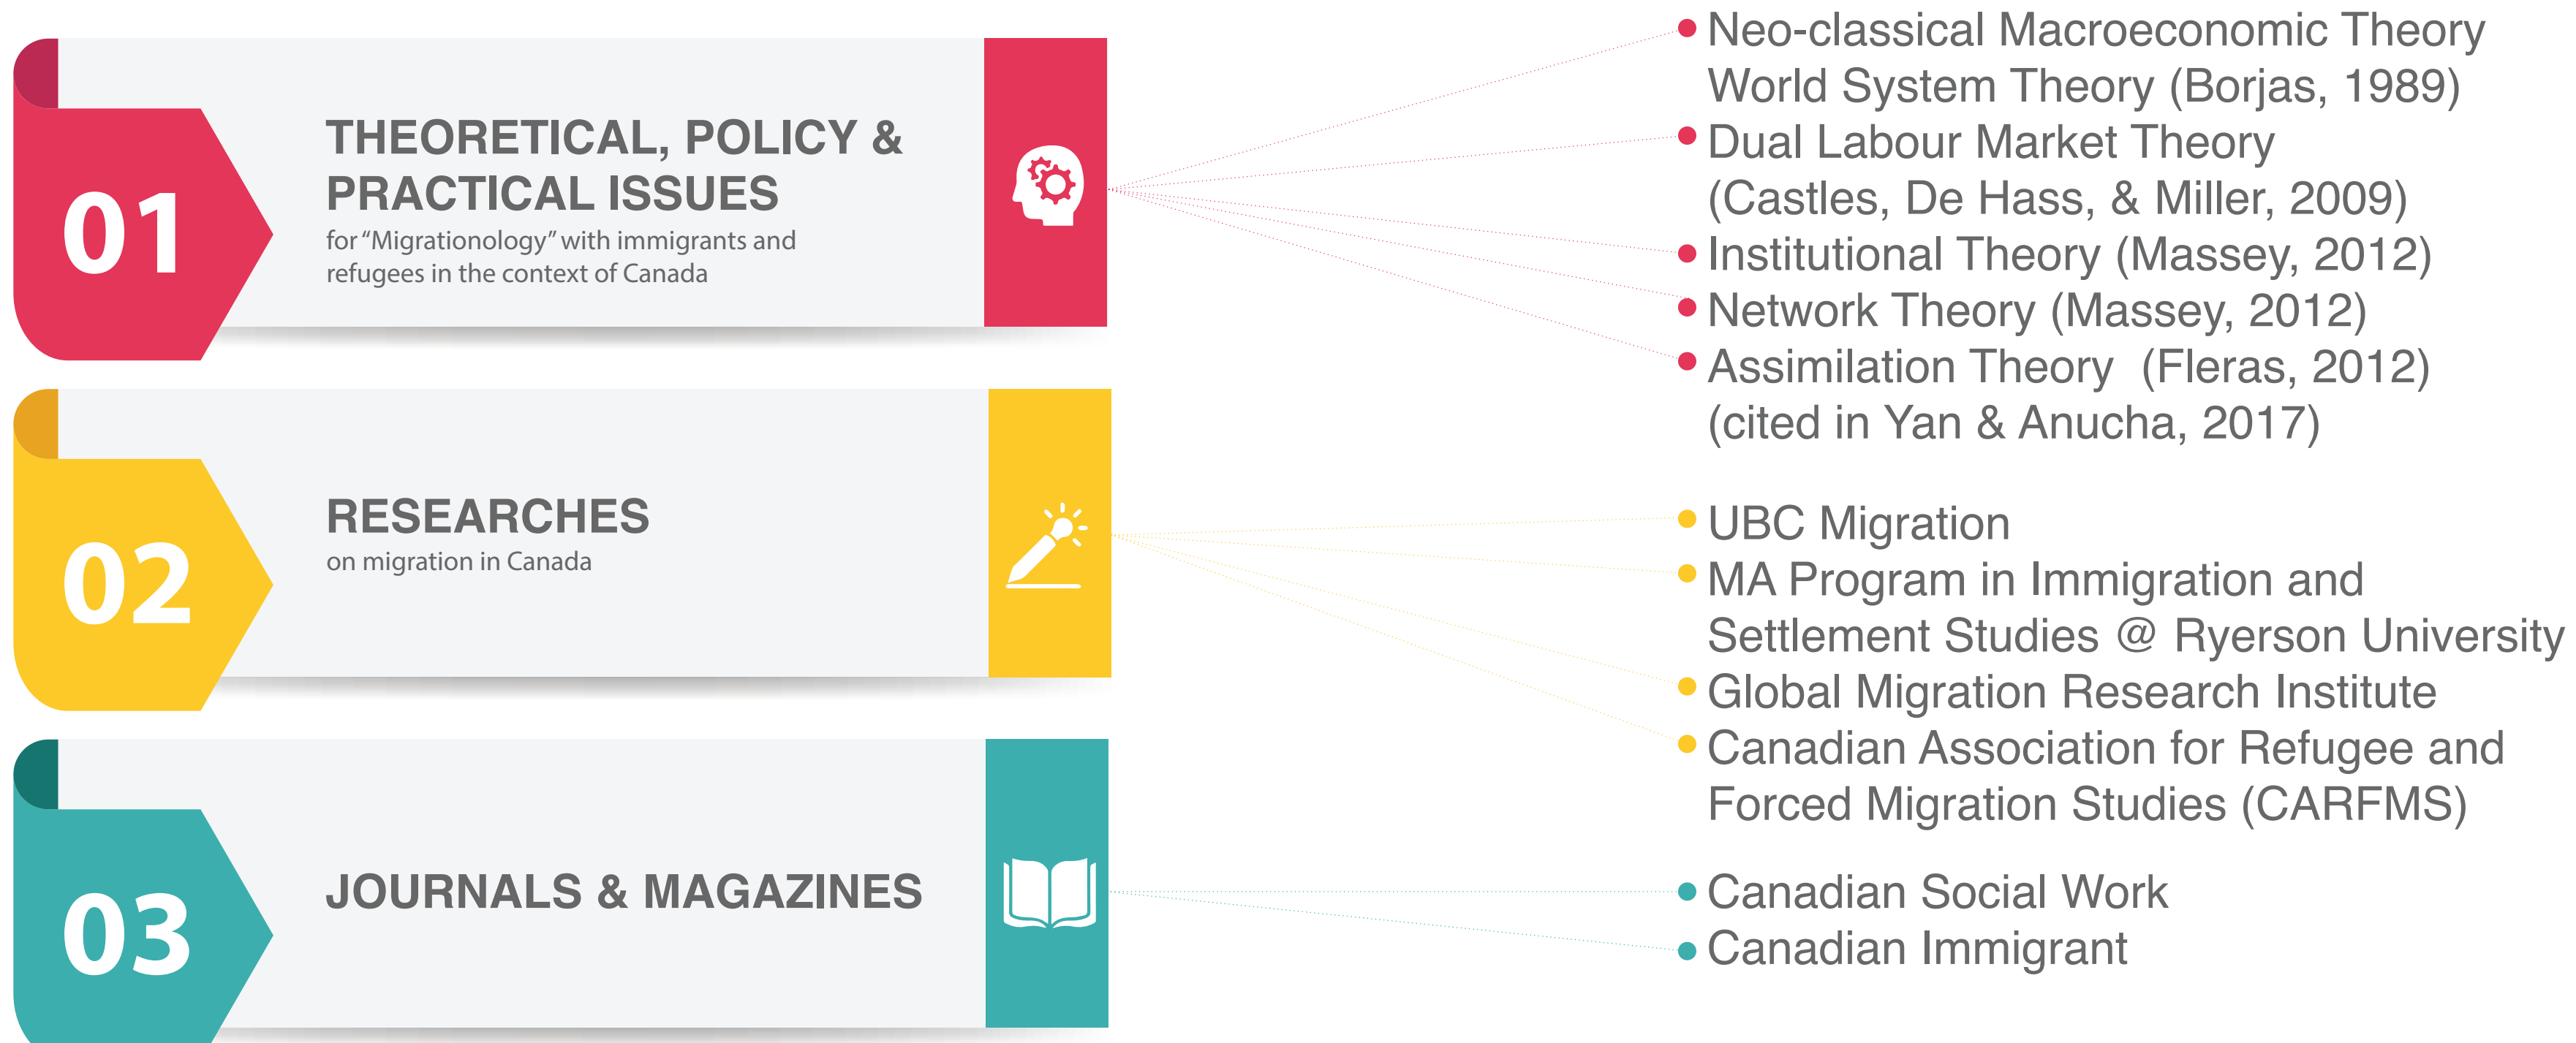 01
THEORETICAL, POLICY &
PRACTICAL ISSUES
for “Migrationology” with immigrants and
refugees in the context of Canada
Neo-classical Macroeconomic Theory
World System Theory (Borjas, 1989)
Dual Labour Market Theory
(Castles, De Hass, & Miller, 2009)
Institutional Theory (Massey, 2012)
Network Theory (Massey, 2012)
Assimilation Theory  (Fleras, 2012)
(cited in Yan & Anucha, 2017)
02
RESEARCHES
on migration in Canada
UBC Migration
MA Program in Immigration and
Settlement Studies @ Ryerson University
Global Migration Research Institute
Canadian Association for Refugee and
Forced Migration Studies (CARFMS)
03
JOURNALS & MAGAZINES
Canadian Social Work
Canadian Immigrant